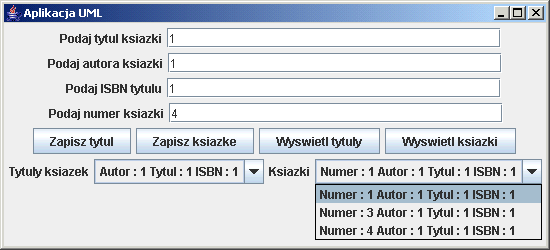 Aplikacja UML
Podaj tytul ksiazki 1
Podaj autora ksiazki 1
Podaj ISBN tytulu 1
Podaj numer ksiazki 4
Zapisz tytul Zapisz ksiazke Wyswietl tytuly Wyswietl ksiazki
Tytuly ksiazek Autor : 1 Tytul : 1 ISBN : 1 Ksiazki Numer : 1 Autor : 1 Tytul : 1 ISBN : 1
Numer : 1 Autor : 1 Tytul : 1 ISBN : 1
Numer : 3 Autor : 1 Tytul : 1 ISBN : 1
Numer : 4 Autor : 1 Tytul : 1 ISBN : 1